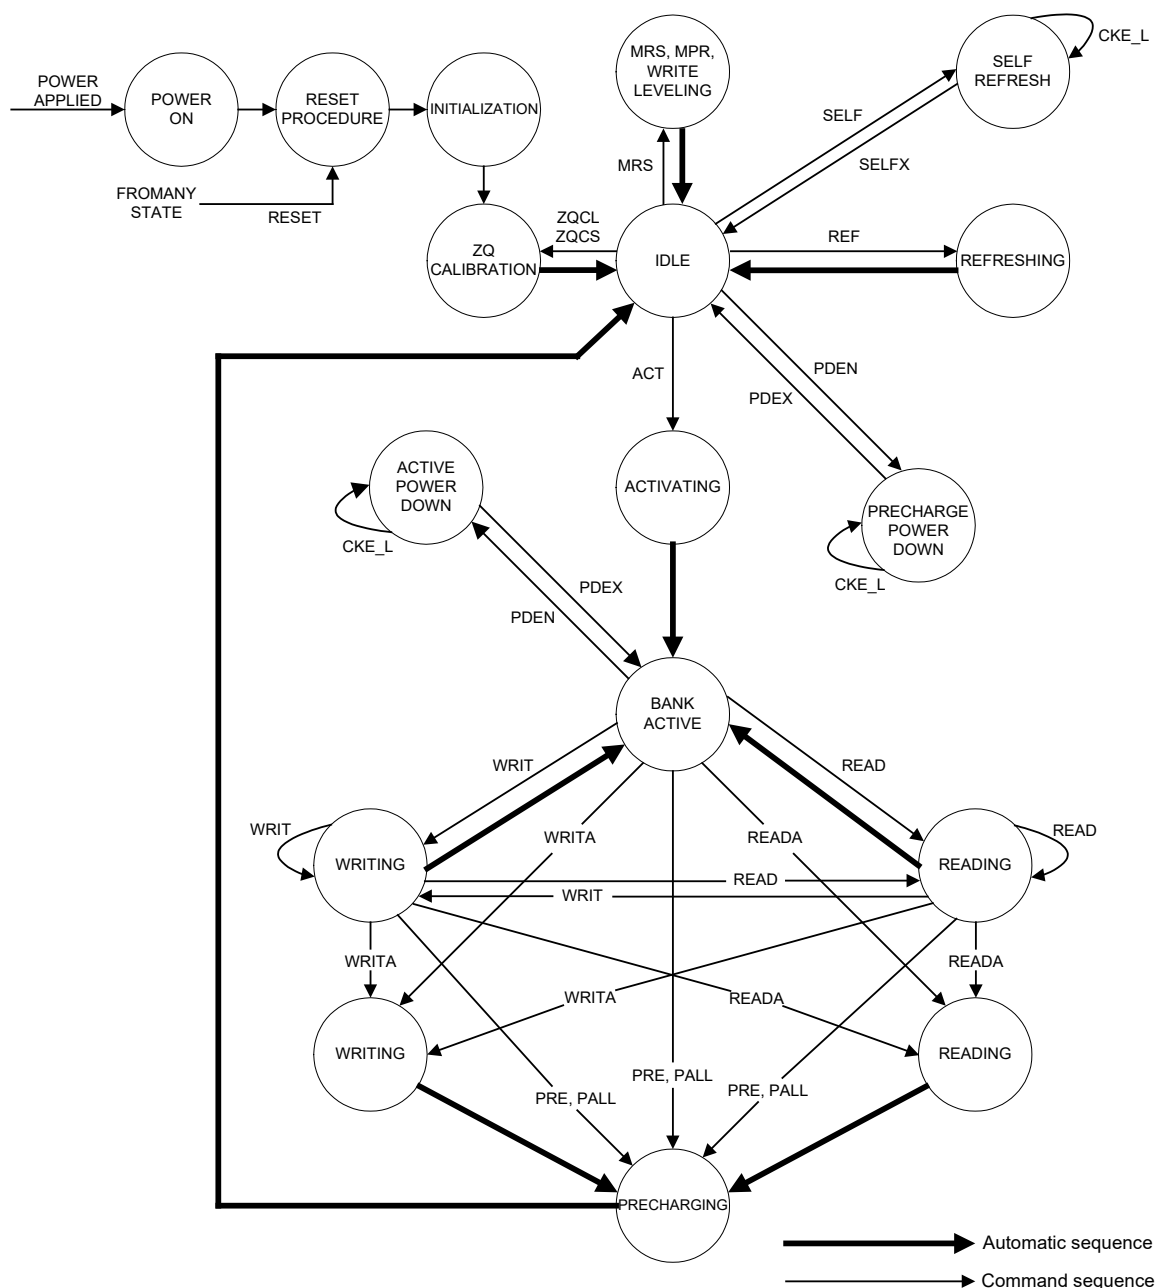 MRS, MPR,
WRITE
LEVELING
SELF
REFRESH
CKE_L
POWER
APPLIED
POWER
ON
RESET
PROCEDURE
INITIALIZATION
SELF
SELFX
MRS
FROMANY
STATE
RESET
ZQCL
ZQCS
ZQ
CALIBRATION
IDLE
REF
REFRESHING
ACT
PDEN
PDEX
ACTIVE
POWER
DOWN
CKE_L
ACTIVATING
PRECHARGE
POWER
DOWN
CKE_L
PDEX
PDEN
BANK
ACTIVE
WRIT
READ
WRIT
WRITA
READA
READ
WRITING
READING
READ
WRIT
WRITA
READA
WRITA
READA
WRITING
READING
PRE, PALL
PRE, PALL
PRE, PALL
PRECHARGING
Automatic sequence
Command sequence